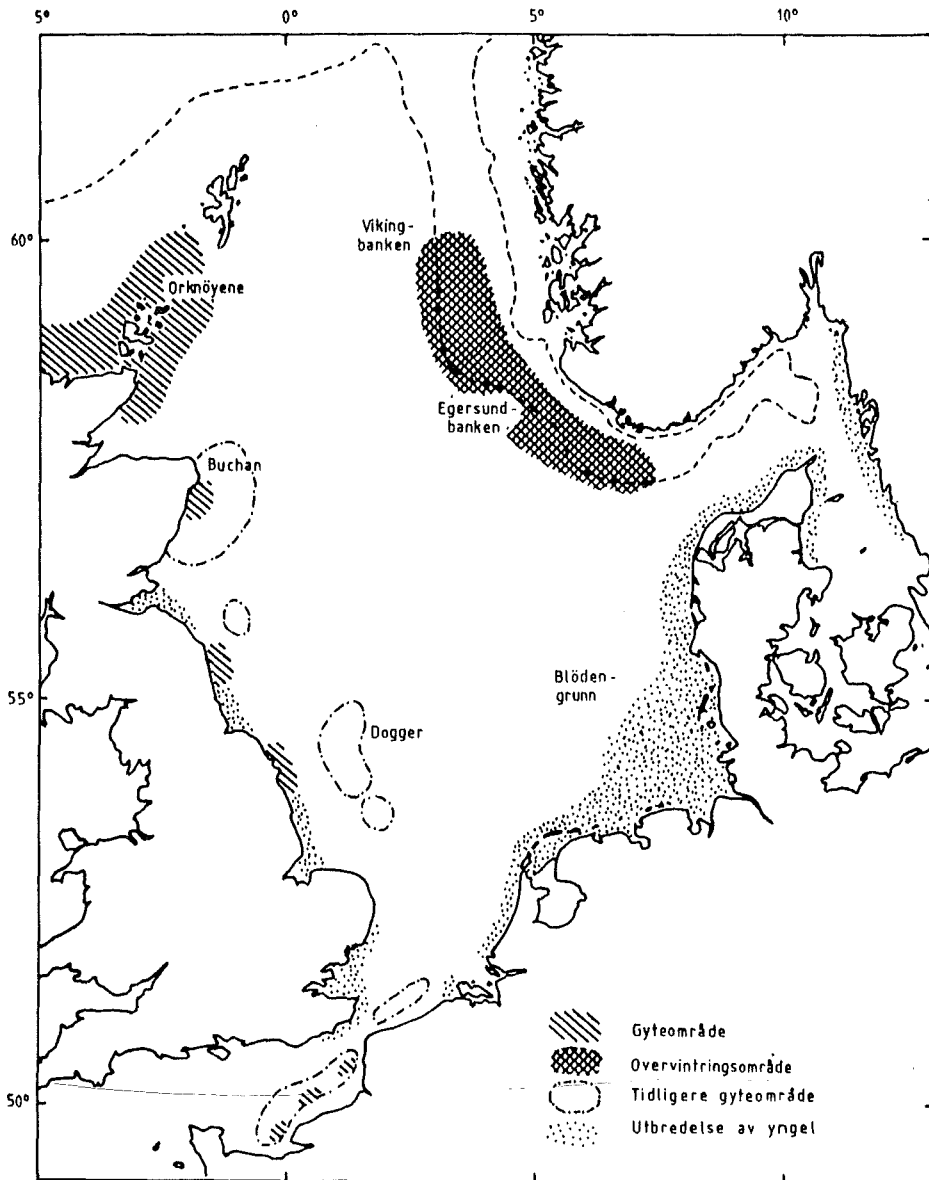 5° 0° 5° 10°
60°
Viking-
banken
Orknöyene
Egersund-
banken
Buchan
55°
Blöden-
grunn
Dogger
50°
Gyteområde
Overvintringsområde
Tidligere gyteområde
Utbredelse av yngel